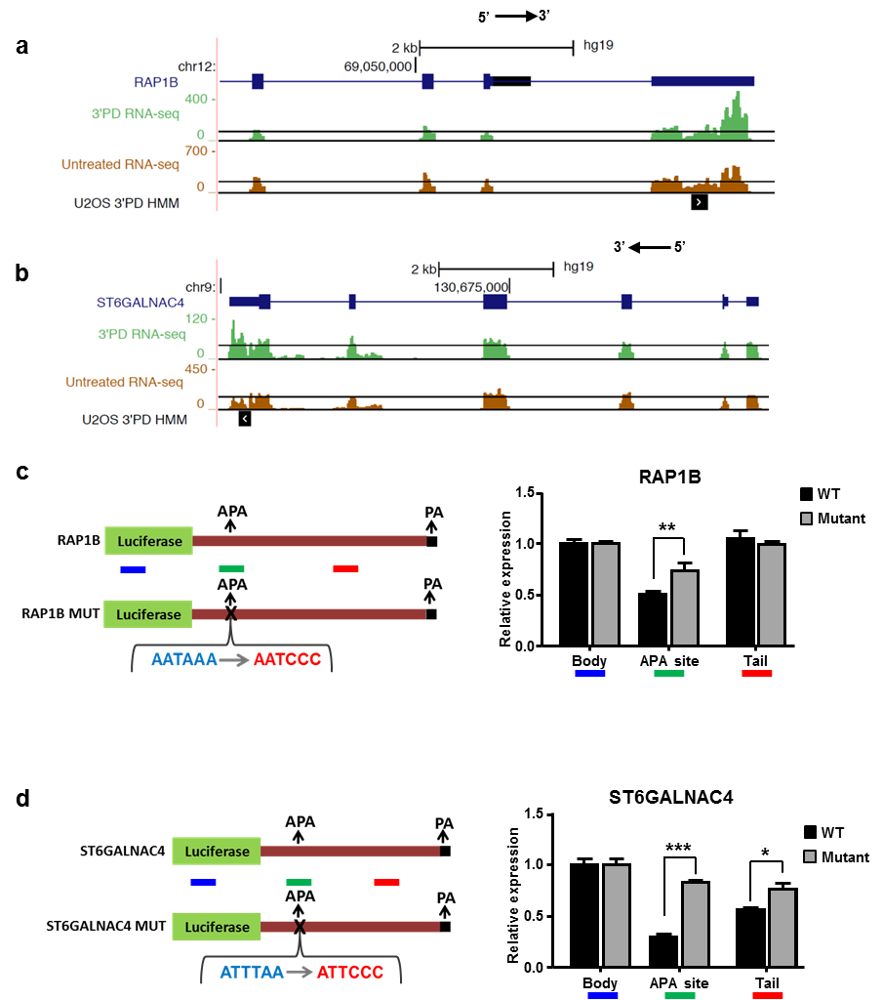 a
5’ 3’
2 kb hg19
chr12: 69,050,000
RAP1B
400 -
3'PD RNA-seq
0 -
700 -
Untreated RNA-seq
0 -
U2OS 3'PD HMM >
3’ 5’
b
2 kb hg19
chr9: 130,675,000
ST6GALNAC4
120 -
3'PD RNA-seq
0 -
450 -
Untreated RNA-seq
0 -
U2OS 3'PD HMM <
c
APA PA
RAP1B Luciferase
APA PA
RAP1B MUT Luciferase X
AATAAA AATCCC
RAP1B
WT
Mutant
Relative expression
1.5
1.0
0.5
0.0
**
Body APA site Tail
d
APA PA
ST6GALNAC4 Luciferase
APA PA
ST6GALNAC4 MUT Luciferase X
ATTTAA ATTCCC
ST6GALNAC4
WT
Mutant
Relative expression
1.5
1.0
0.5
0.0
*** *
Body APA site Tail